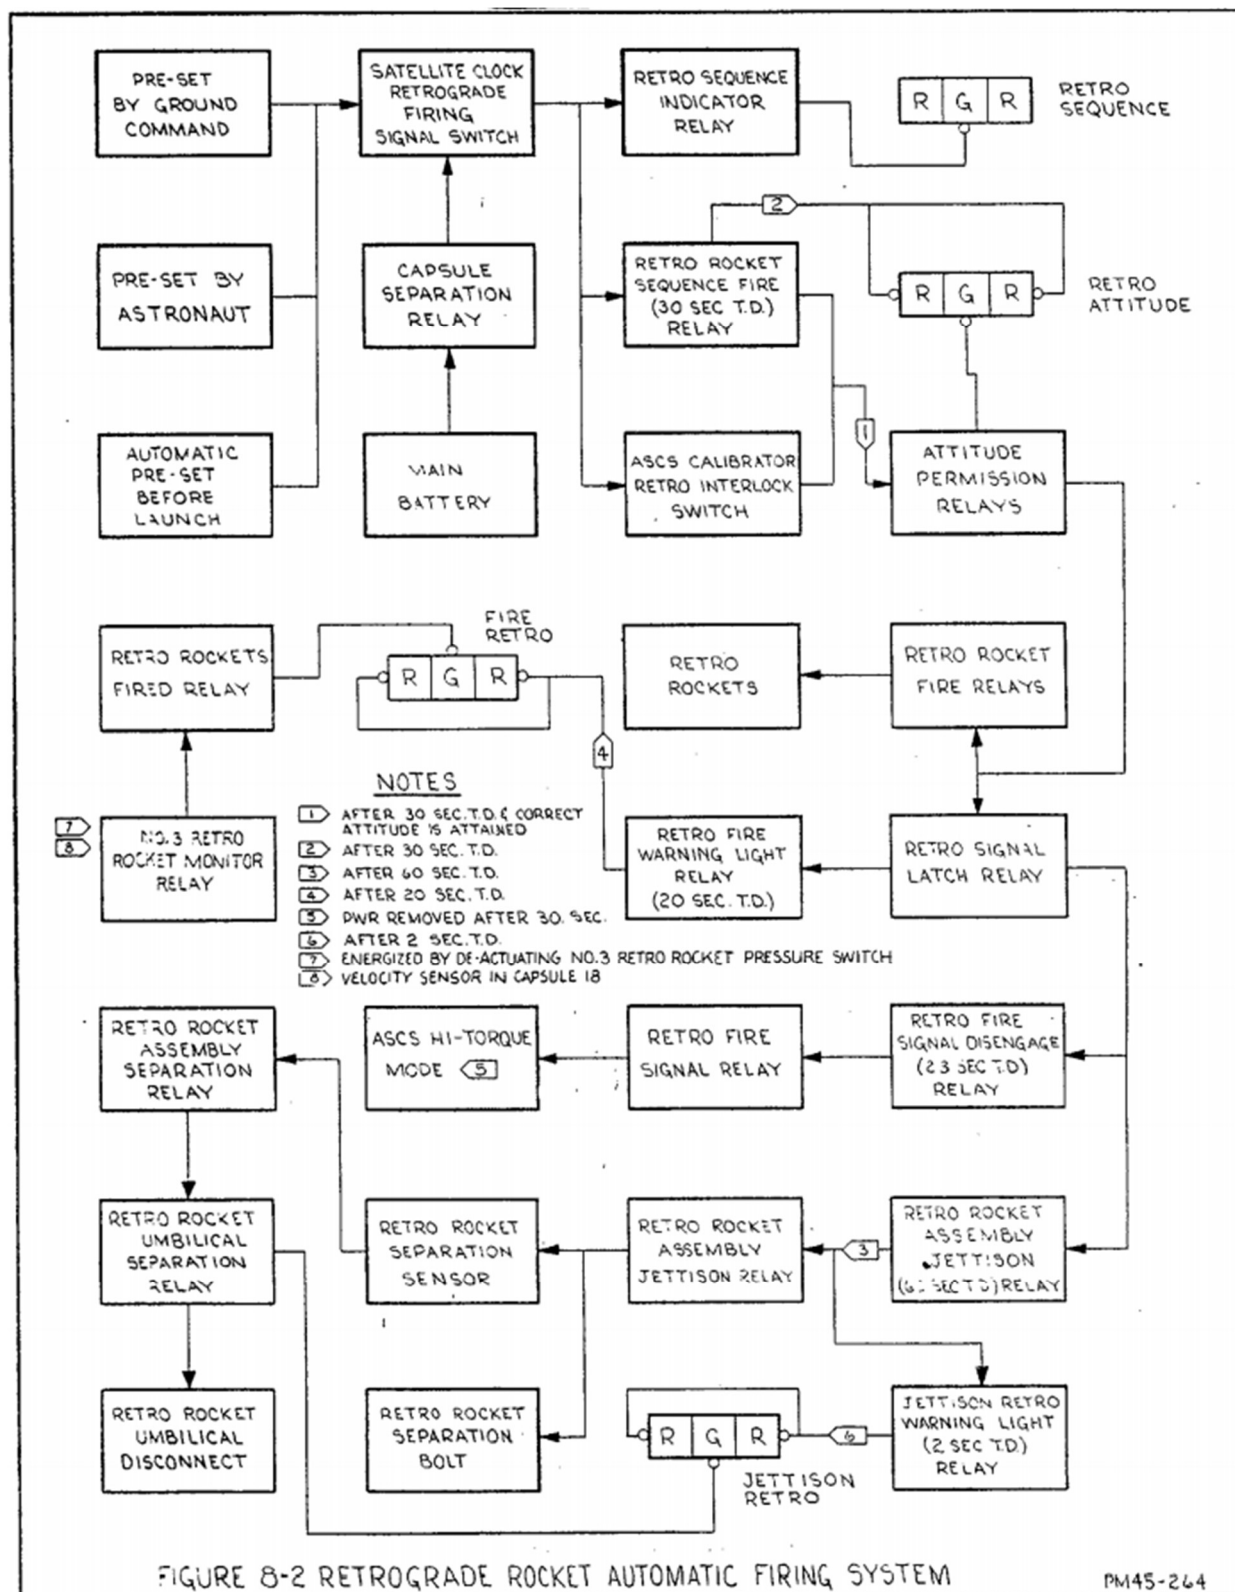 PRE-SET
BY GROUND
COMMAND
SATELLITE CLOCK
RETROGRADE
FIRING
SIGNAL SWITCH
RETRO SEQUENCE
INDICATOR
RELAY
R G R
RETRO
SEQUENCE
2
PRE-SET BY
ASTRONAUT
CAPSULE
SEPARATION
RELAY
RETRO ROCKET
SEQUENCE FIRE
(30 SEC T.D.)
RELAY
R G R
RETRO
ATTITUDE
1
AUTOMATIC
PRE-SET
BEFORE
LAUNCH
MAIN
BATTERY
ASCS CALIBRATOR
RETRO INTERLOCK
SWITCH
ATTITUDE
PERMISSION
RELAYS
RETRO ROCKETS
FIRED RELAY
FIRE
RETRO
R G R
RETRO
ROCKETS
RETRO ROCKET
FIRE RELAYS
4
7
8
NO.3 RETRO
ROCKET MONITOR
RELAY
NOTES
1 AFTER 30 SEC.T.D. & CORRECT
ATTITUDE IS ATTAINED
2 AFTER 30 SEC.T.D.
3 AFTER 60 SEC.T.D.
4 AFTER 20 SEC.T.D.
5 PWR REMOVED AFTER 30. SEC.
6 AFTER 2 SEC.T.D.
7 ENERGIZED BY DE-ACTUATING NO.3 RETRO ROCKET PRESSURE SWITCH
8 VELOCITY SENSOR IN CAPSULE 18
RETRO FIRE
WARNING LIGHT
RELAY
(20 SEC. T.D.)
RETRO SIGNAL
LATCH RELAY
RETRO ROCKET
ASSEMBLY
SEPARATION
RELAY
ASCS HI-TORQUE
MODE 5
RETRO FIRE
SIGNAL RELAY
RETRO FIRE
SIGNAL DISENGAGE
(23 SEC T.D)
RELAY
RETRO ROCKET
UMBILICAL
SEPARATION
RELAY
RETRO ROCKET
SEPARATION
SENSOR
RETRO ROCKET
ASSEMBLY
JETTISON RELAY
3
RETRO ROCKET
ASSEMBLY
JETTISON
SEC T D) RELAY
RETRO ROCKET
UMBILICAL
DISCONNECT
RETRO ROCKET
SEPARATION
BOLT
R G R
JETTISON
RETRO
6
JETTISON RETRO
WARNING LIGHT
(2 SEC T.D.)
RELAY
FIGURE 8-2 RETROGRADE ROCKET AUTOMATIC FIRING SYSTEM
PM45-264